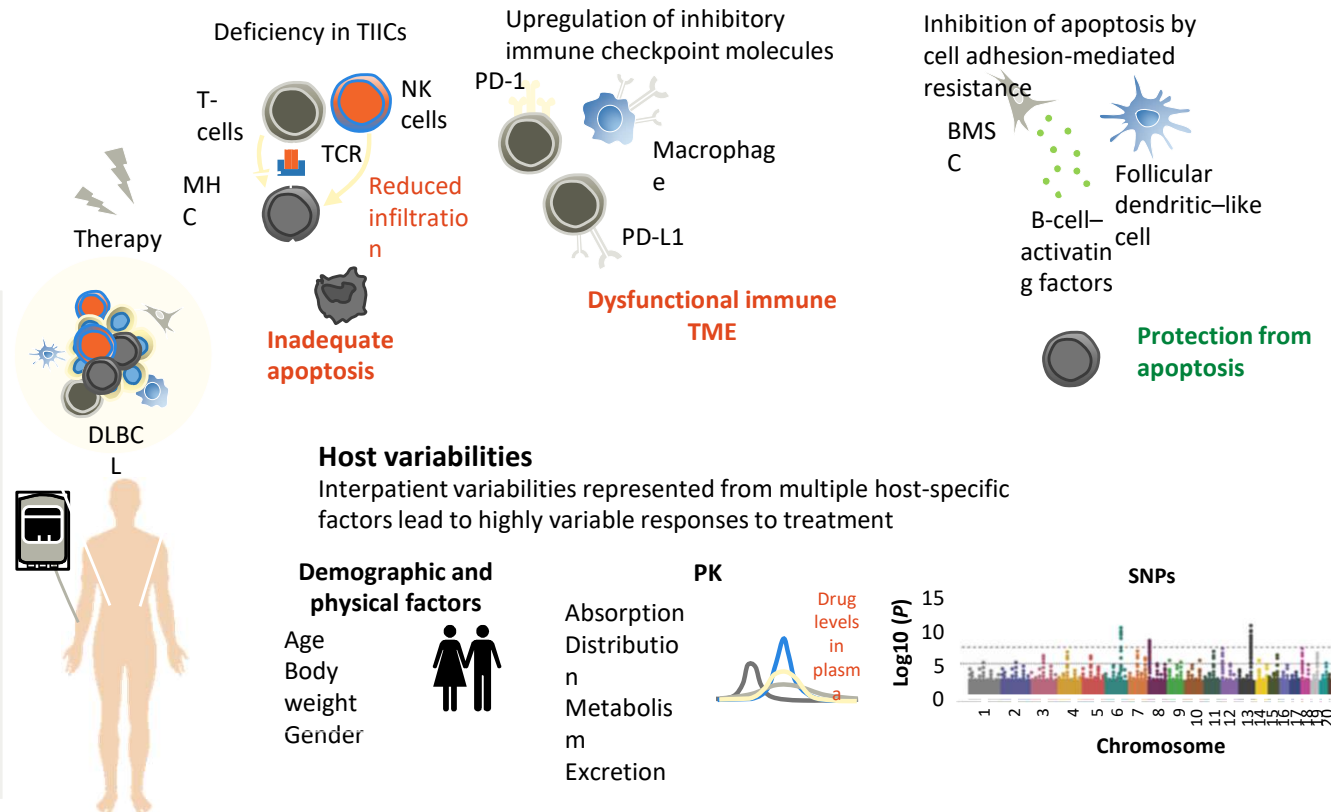 Deficiency in TIICs
T-
cells
NK
cells
TCR
MH
C
Reduced
infiltratio
n
Inadequate
apoptosis
Therapy
DLBC
L
Upregulation of inhibitory
immune checkpoint molecules
PD-1
Macrophag
e
PD-L1
Dysfunctional immune
TME
Inhibition of apoptosis by
cell adhesion-mediated
resistance
BMS
C
Follicular
dendritic–like
cell
B-cell–
activatin
g factors
Protection from
apoptosis
Host variabilities
Interpatient variabilities represented from multiple host-specific
factors lead to highly variable responses to treatment
Demographic and
physical factors
Age
Body
weight
Gender
PK
Absorption
Distributio
n
Metabolis
m
Excretion
Drug
levels
in
plasm
a
SNPs
Log10 (P)
15
10
5
0
1 2 3 4 5 6 7 8 9 10 11 12 13 14 15 16 17 18 19 20
Chromosome